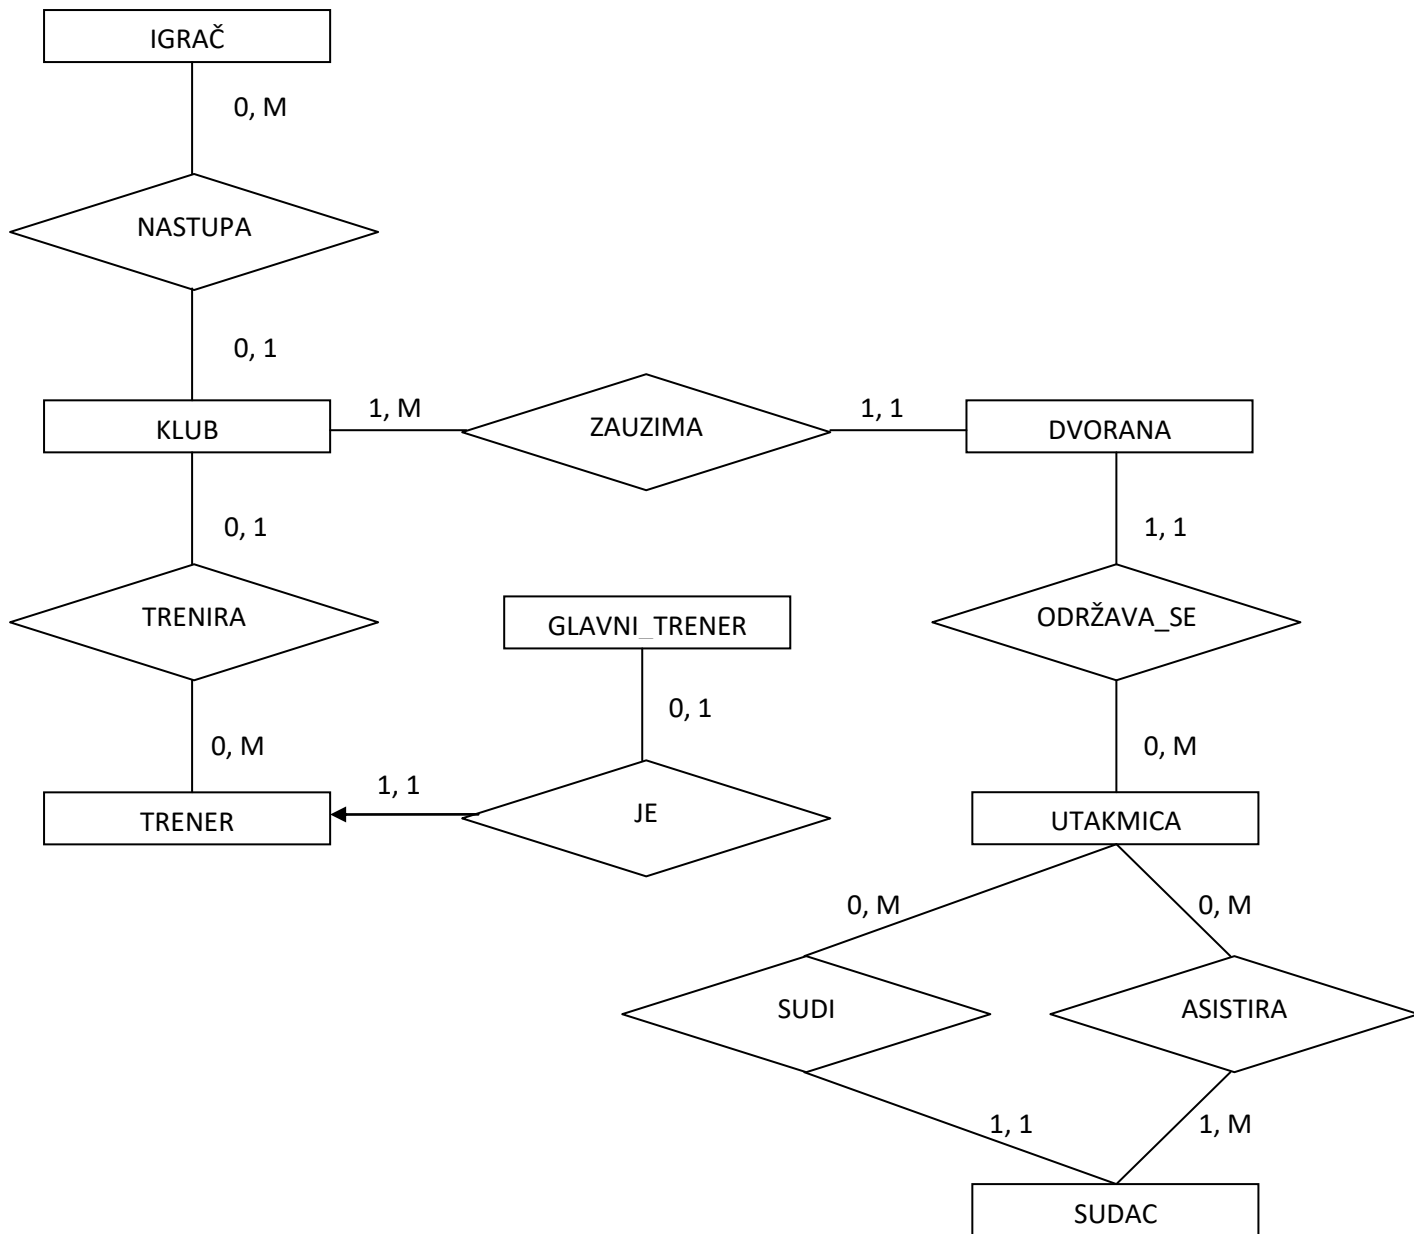 IGRAČ
0, M
NASTUPA
0, 1
KLUB
1, M
ZAUZIMA
1, 1
DVORANA
0, 1
1, 1
TRENIRA
GLAVNI_TRENER
ODRŽAVA_SE
0, M
0, 1
0, M
TRENER
1, 1
JE
UTAKMICA
0, M
0, M
SUDI
ASISTIRA
1, 1
1, M
SUDAC